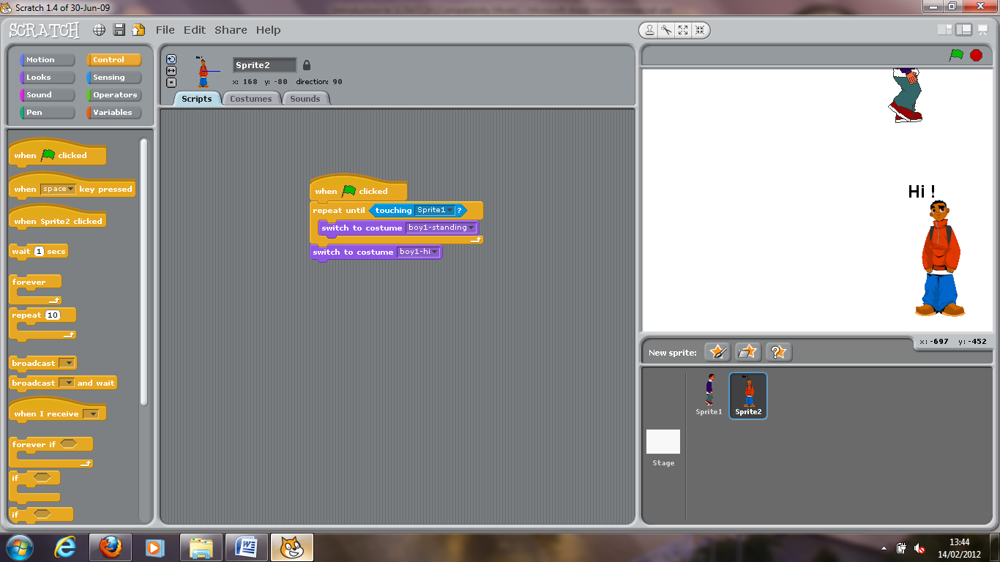 Scratch 1.4 of 30-Jun-09
SCRATCH File Edit Share Help
Motion Control
Looks Sensing
Sound Operators
Pen Variables
Sprite2
x: 168 y: -80 direction: 90
Scripts Costumes Sounds
when clicked
when space key pressed
when Sprite2 clicked
wait 1 secs
forever
repeat 10
broadcast
broadcast and wait
when I receive
forever if
if
if
when clicked
repeat until touching Sprite1 ?
switch to costume boy1-standing
switch to costume boy1-hi
Hi !
x: -697 y: -452
New sprite:
Sprite1 Sprite2
Stage
13:44
14/02/2012